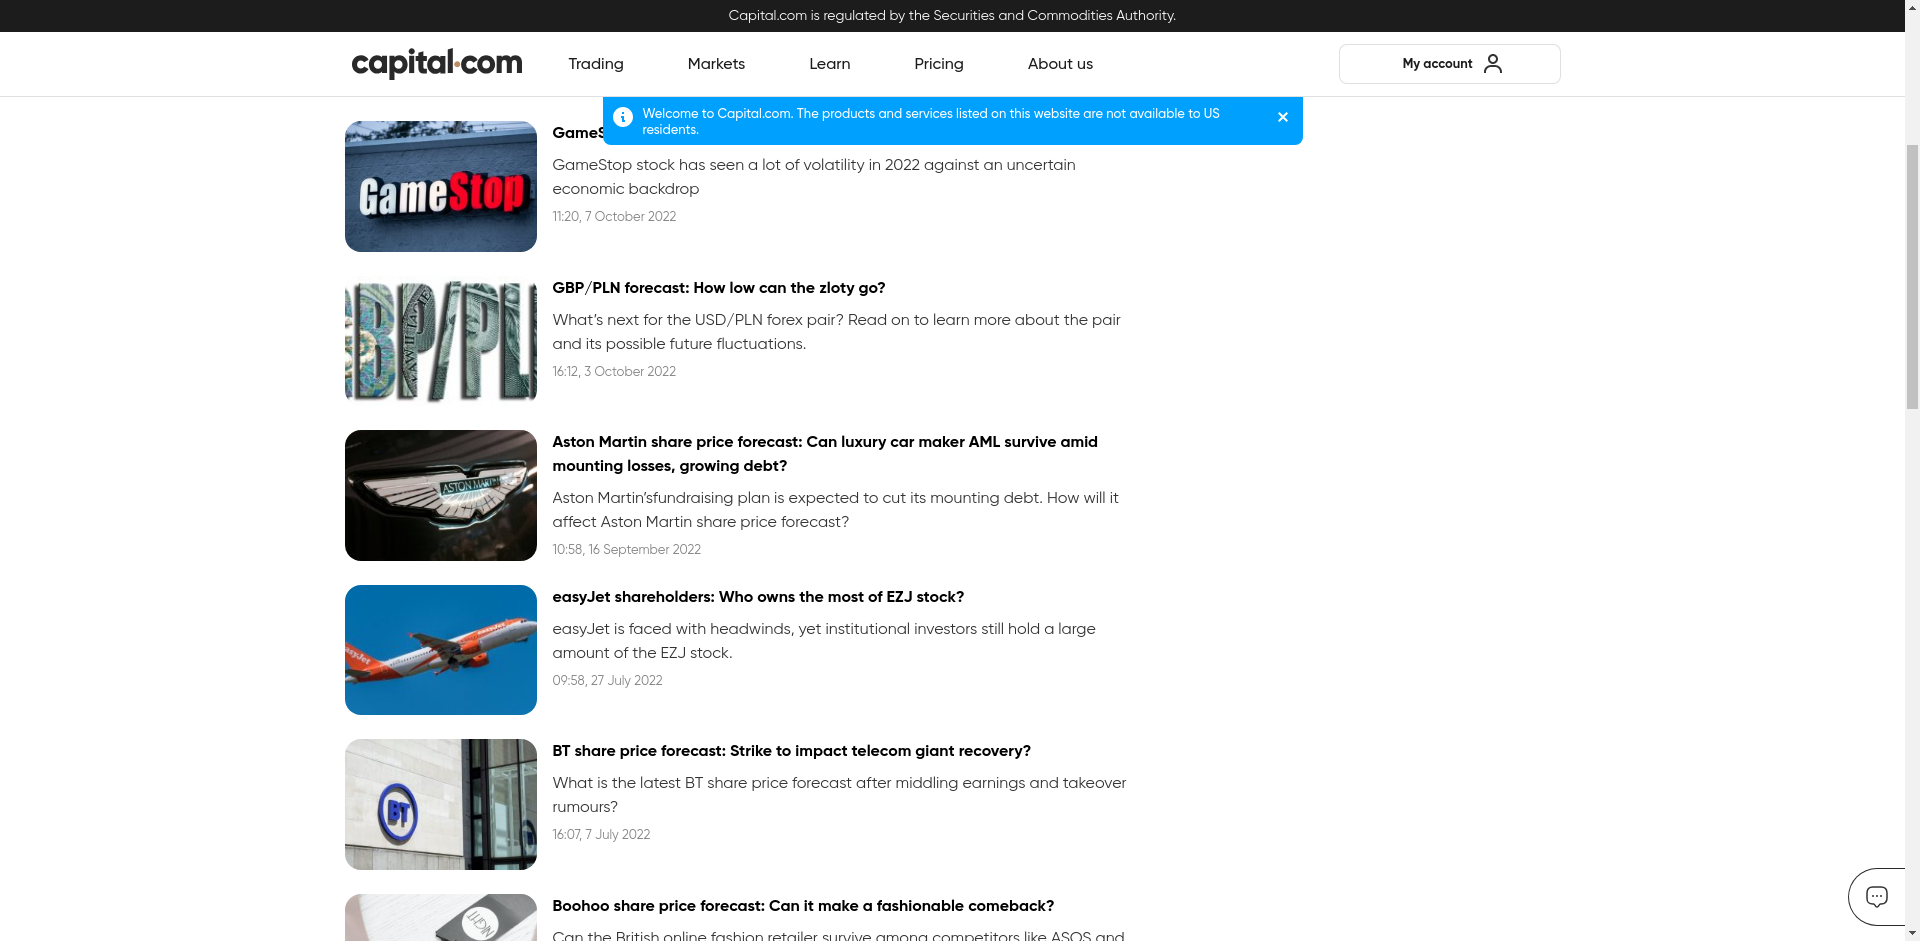 Capital.com is regulated by the Securities and Commodities Authority.
capital.com
Trading
Markets
Learn
Pricing
About us
My account
Welcome to Capital.com. The products and services listed on this website are not available to US
residents.
GameStop
GameStop stock has seen a lot of volatility in 2022 against an uncertain
economic backdrop
11:20, 7 October 2022
BP/PL
GBP/PLN forecast: How low can the zloty go?
What’s next for the USD/PLN forex pair? Read on to learn more about the pair
and its possible future fluctuations.
16:12, 3 October 2022
ASTON MARTIN
Aston Martin share price forecast: Can luxury car maker AML survive amid
mounting losses, growing debt?
Aston Martin’sfundraising plan is expected to cut its mounting debt. How will it
affect Aston Martin share price forecast?
10:58, 16 September 2022
easyJet
easyJet shareholders: Who owns the most of EZJ stock?
easyJet is faced with headwinds, yet institutional investors still hold a large
amount of the EZJ stock.
09:58, 27 July 2022
BT
BT share price forecast: Strike to impact telecom giant recovery?
What is the latest BT share price forecast after middling earnings and takeover
rumours?
16:07, 7 July 2022
Boohoo share price forecast: Can it make a fashionable comeback?
Can the British online fashion retailer survive among competitors like ASOS and